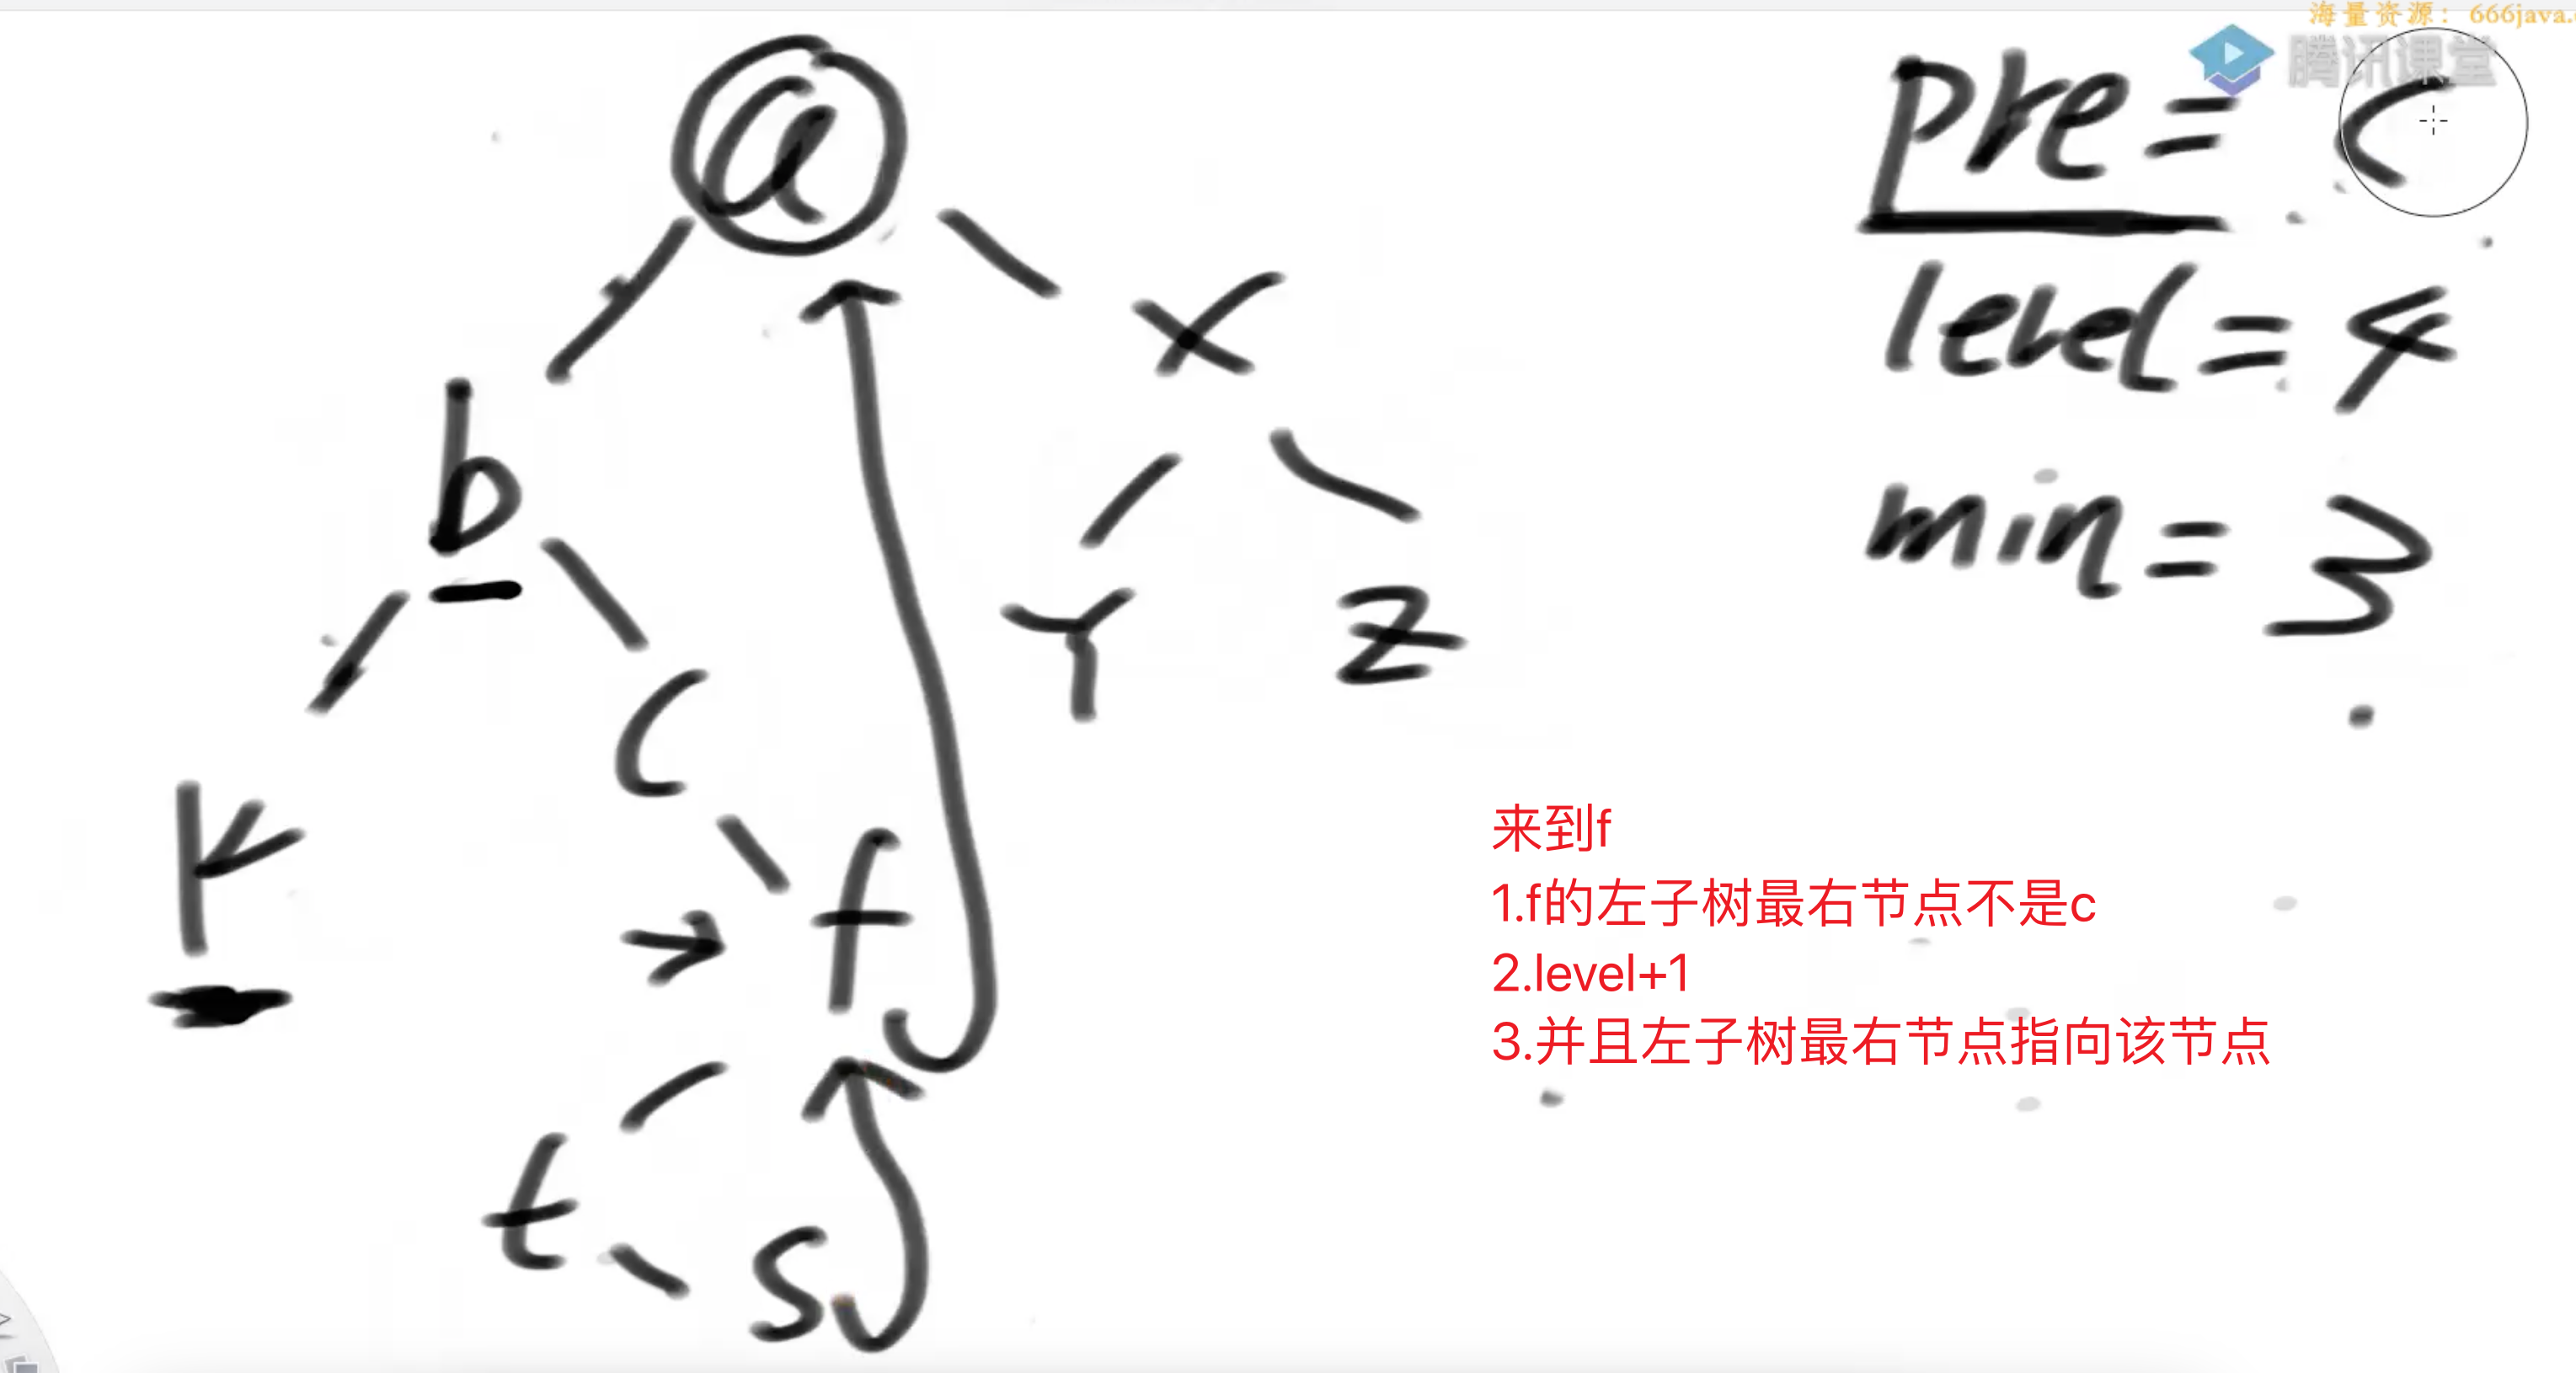 海量资源：666java.
腾讯课堂
pre= c
level=4
min=3
a
b
x
k
c
Y
Z
f
t
s
来到f
1.f的左子树最右节点不是c
2.level+1
3.并且左子树最右节点指向该节点